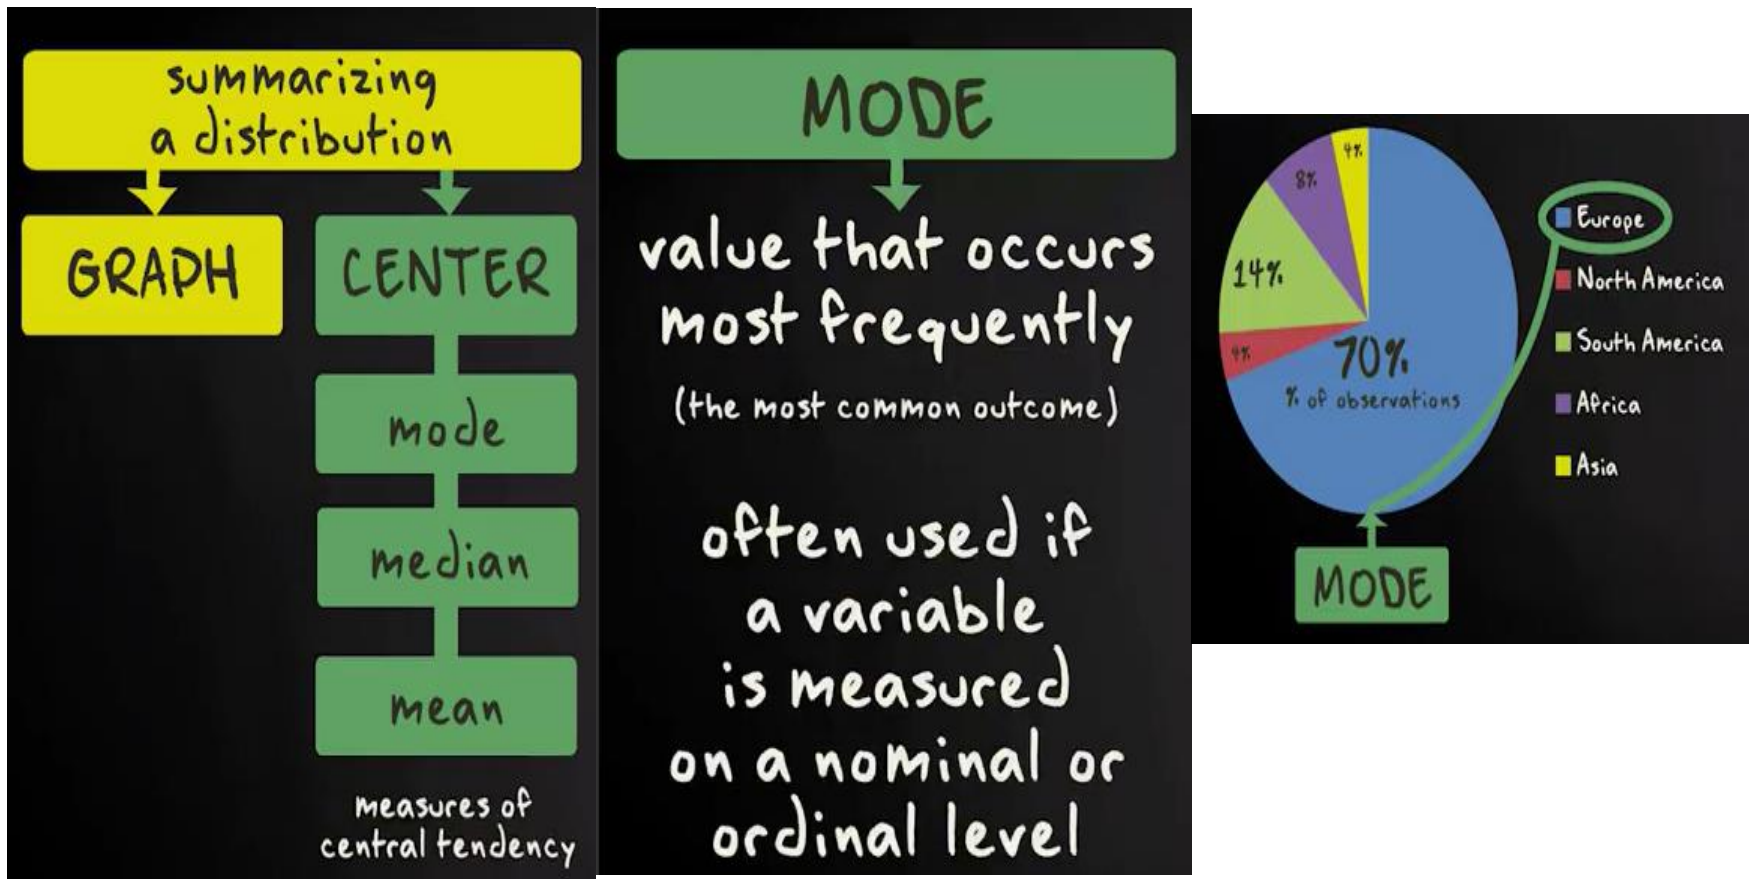 summarizing
a distribution
GRAPH
CENTER
mode
median
mean
measures of
central tendency
MODE
value that occurs
most frequently
(the most common outcome)
often used if
a variable
is measured
on a nominal or
ordinal level
4%
8%
14%
4%
70%
% of observations
Europe
North America
South America
Africa
Asia
MODE